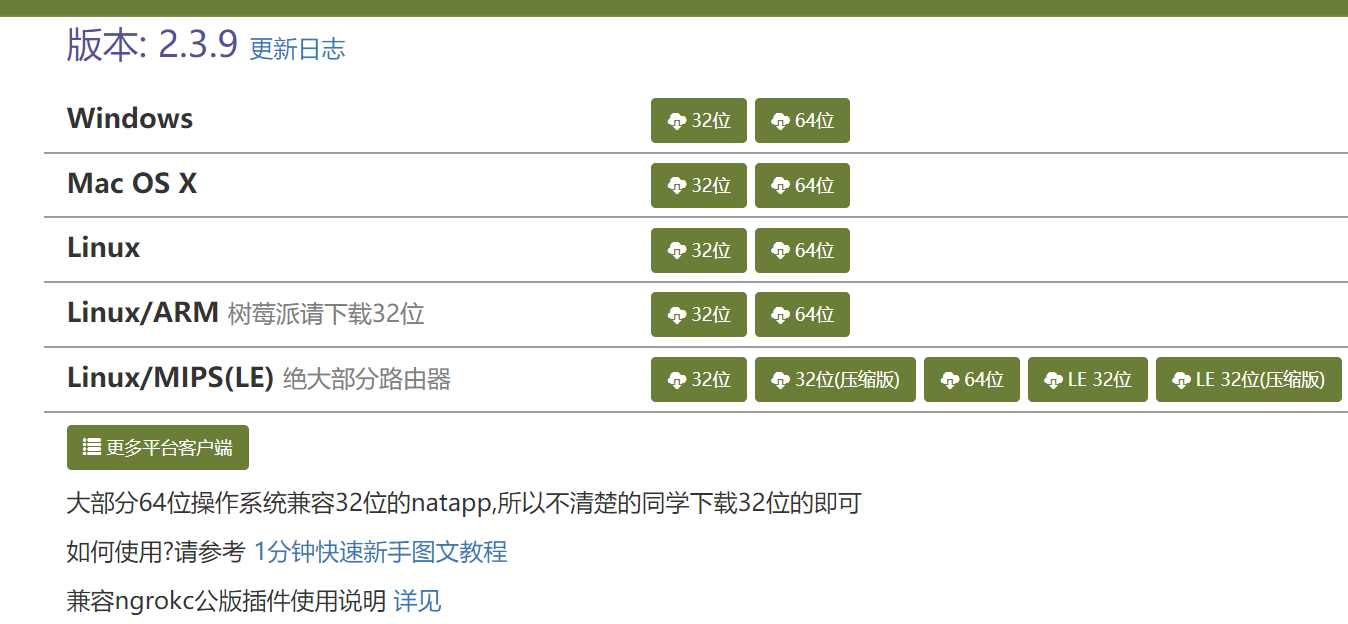 版本: 2.3.9 更新日志
Windows 32位 64位
Mac OS X 32位 64位
Linux 32位 64位
Linux/ARM 树莓派请下载32位 32位 64位
Linux/MIPS(LE) 绝大部分路由器 32位 32位(压缩版) 64位 LE 32位 LE 32位(压缩版)
更多平台客户端
大部分64位操作系统兼容32位的natapp,所以不清楚的同学下载32位的即可
如何使用?请参考 1分钟快速新手图文教程
兼容ngrokc公版插件使用说明 详见